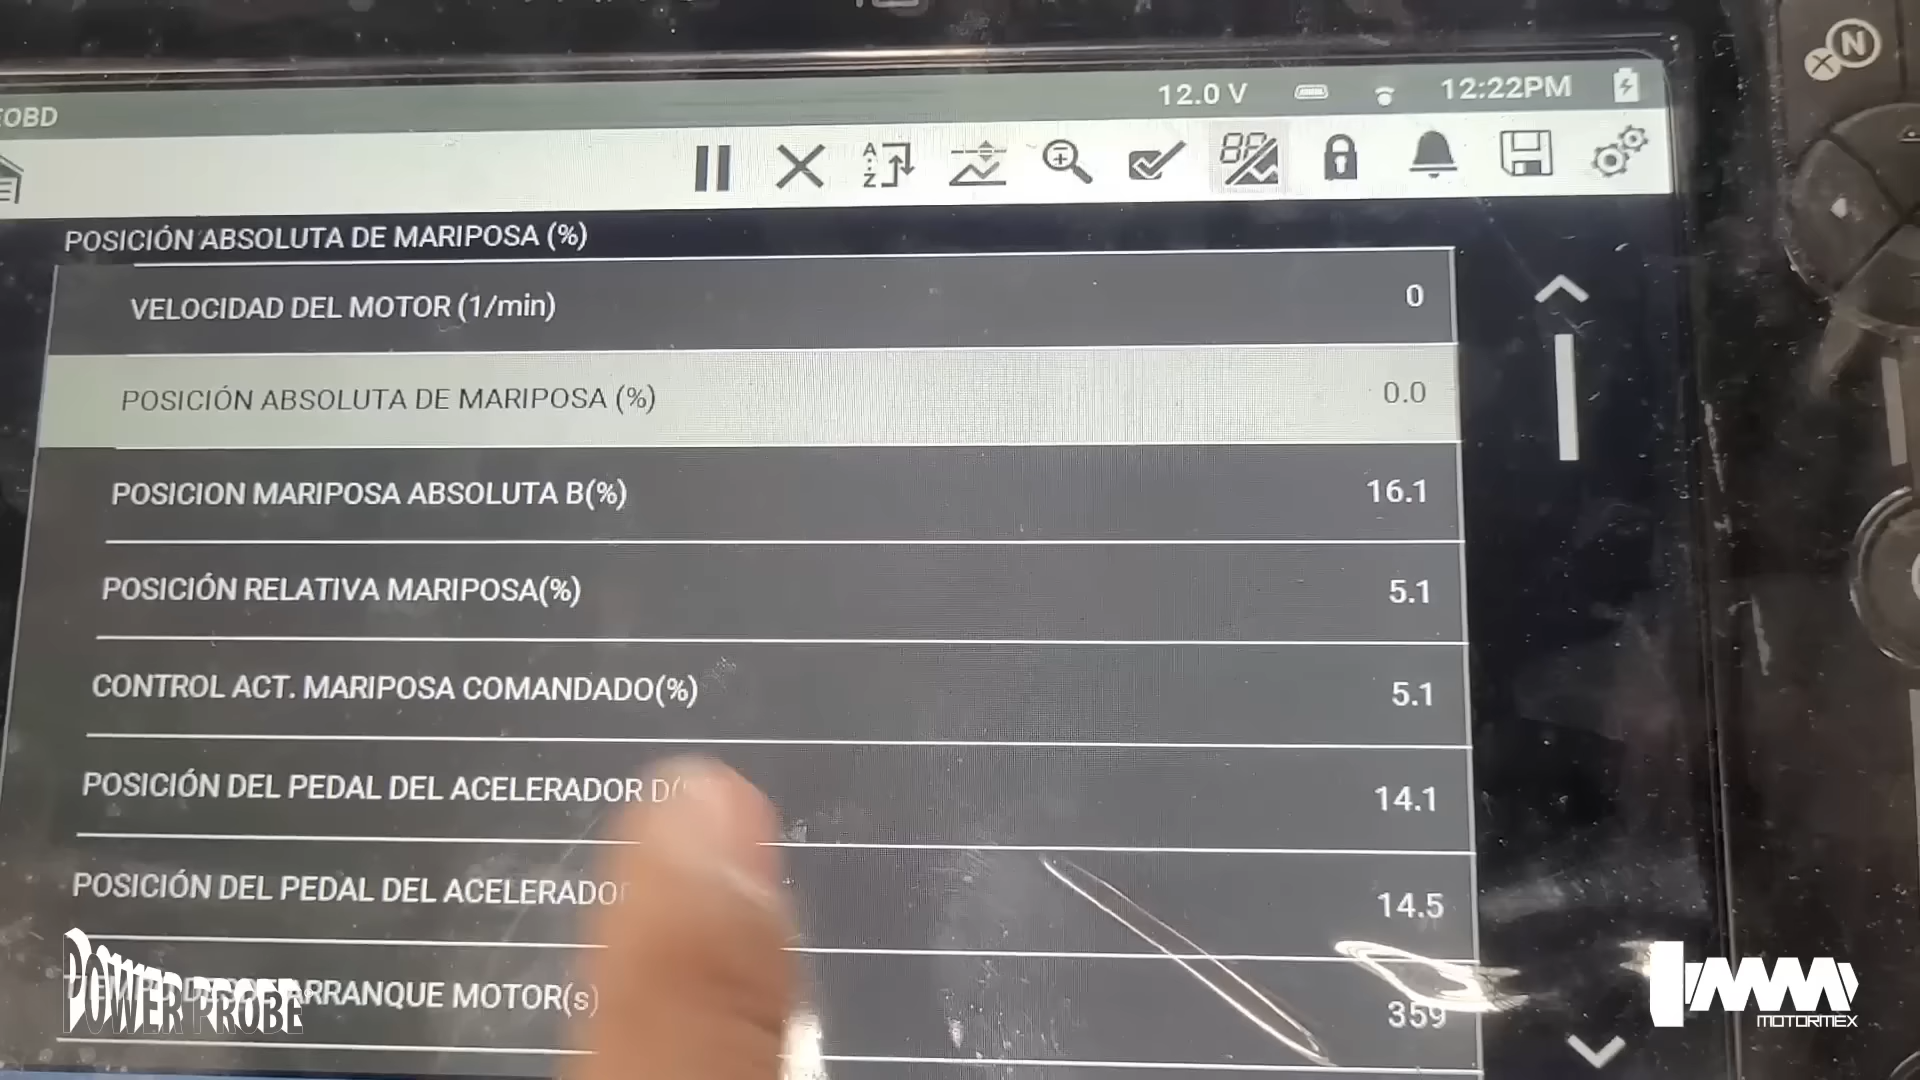 EOBD
12.0 V
12:22PM
N
POSICIÓN ABSOLUTA DE MARIPOSA (%)
VELOCIDAD DEL MOTOR (1/min) 0
POSICIÓN ABSOLUTA DE MARIPOSA (%) 0.0
POSICION MARIPOSA ABSOLUTA B(%) 16.1
POSICIÓN RELATIVA MARIPOSA(%) 5.1
CONTROL ACT. MARIPOSA COMANDADO(%) 5.1
POSICIÓN DEL PEDAL DEL ACELERADOR D( 14.1
POSICIÓN DEL PEDAL DEL ACELERADOR 14.5
ARRANQUE MOTOR(s) 359
POWER PROBE
MOTORMEX